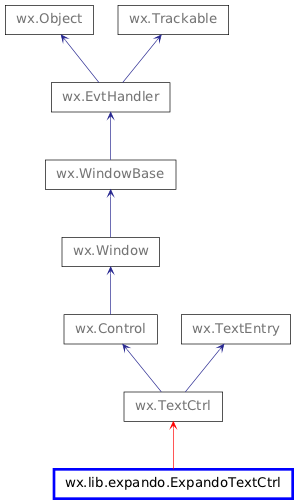 wx.Object
wx.Trackable
wx.EvtHandler
wx.WindowBase
wx.Window
wx.Control
wx.TextEntry
wx.TextCtrl
wx.lib.expando.ExpandoTextCtrl